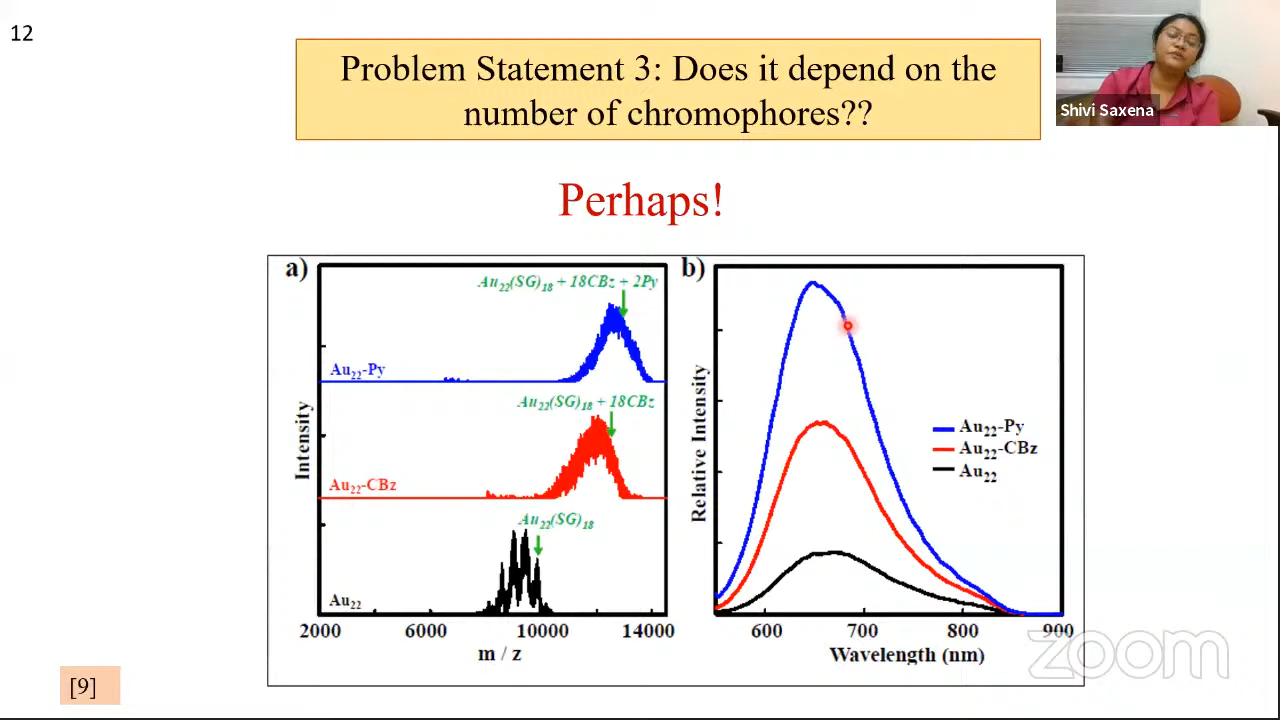 12
Problem Statement 3: Does it depend on the
number of chromophores??
Shivi Saxena
Perhaps!
a)
Au22(SG)18 + 18CBz + 2Py
Au22-Py
Au22(SG)18 + 18CBz
Au22-CBz
Au22(SG)18
Au22
Intensity
2000 6000 10000 14000
m / z
b)
Relative Intensity
Au22-Py
Au22-CBz
Au22
600 700 800 900
Wavelength (nm)
zoom
[9]